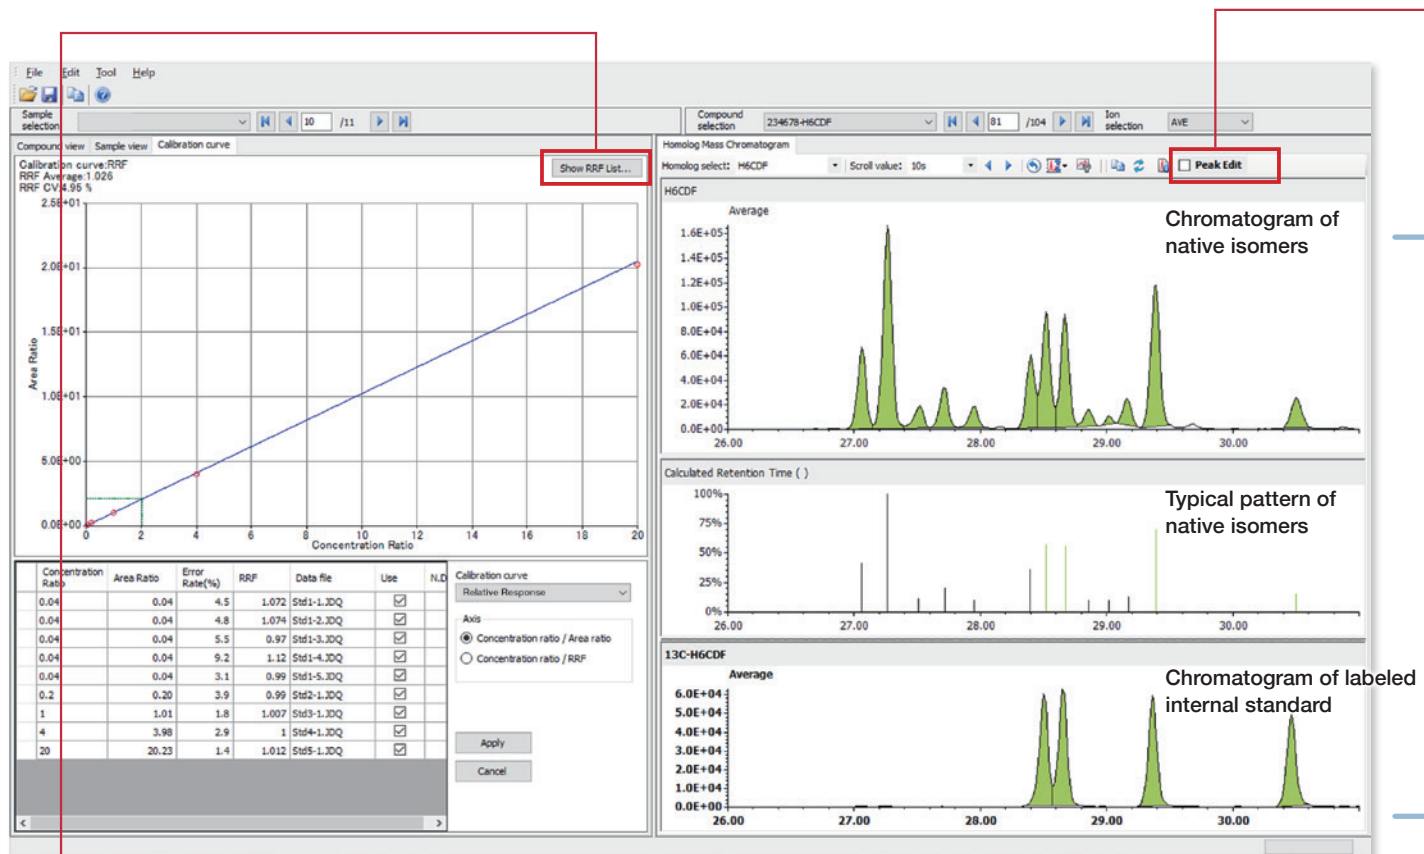 File Edit Tool Help
Sample selection 10 /11
Compound selection 234678-H6CDF 81 /104 Ion selection AVE
Compound view Sample view Calibration curve
Calibration curve:RRF
RRF Average:1.026
RRF CV:4.95 %
Show RRF List...
2.5E+01
2.0E+01
1.5E+01
1.0E+01
5.0E+00
0.0E+00
Area Ratio
0 2 4 6 8 10 12 14 16 18 20
Concentration Ratio
Concentration Ratio Area Ratio Error Rate(%) RRF Data file Use N.D
0.04 0.04 4.5 1.072 Std1-1.JDQ
0.04 0.04 4.8 1.074 Std1-2.JDQ
0.04 0.04 5.5 0.97 Std1-3.JDQ
0.04 0.04 9.2 1.12 Std1-4.JDQ
0.04 0.04 3.1 0.99 Std1-5.JDQ
0.2 0.20 3.9 0.99 Std2-1.JDQ
1 1.01 1.8 1.007 Std3-1.JDQ
4 3.98 2.9 1 Std4-1.JDQ
20 20.23 1.4 1.012 Std5-1.JDQ
Calibration curve
Relative Response
Axis
Concentration ratio / Area ratio
Concentration ratio / RRF
Apply
Cancel
Homolog Mass Chromatogram
Homolog select: H6CDF Scroll value: 10s Peak Edit
H6CDF
Average
Chromatogram of
native isomers
1.6E+05
1.4E+05
1.2E+05
1.0E+05
8.0E+04
6.0E+04
4.0E+04
2.0E+04
0.0E+00
26.00 27.00 28.00 29.00 30.00
Calculated Retention Time ( )
Typical pattern of
native isomers
100%
75%
50%
25%
0%
26.00 27.00 28.00 29.00 30.00
13C-H6CDF
Average
Chromatogram of labeled
internal standard
6.0E+04
5.0E+04
4.0E+04
3.0E+04
2.0E+04
1.0E+04
0.0E+00
26.00 27.00 28.00 29.00 30.00